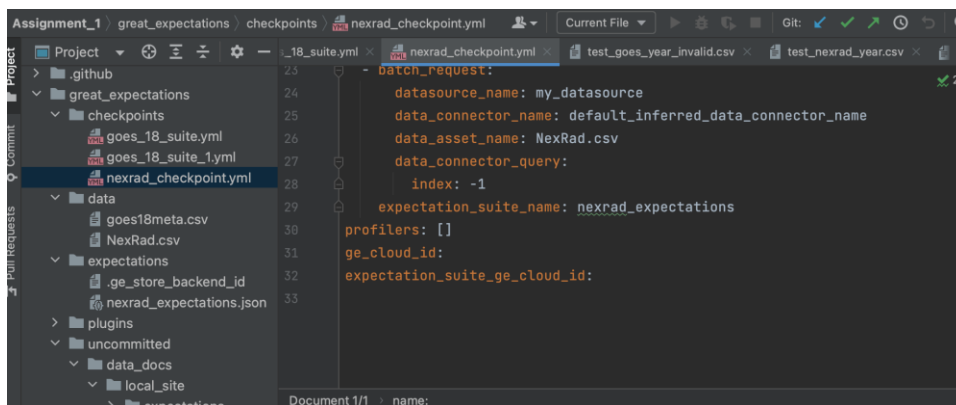 Assignment_1 > great_expectations > checkpoints > nexrad_checkpoint.yml Current File Git:
Project s_18_suite.yml nexrad_checkpoint.yml test_goes_year_invalid.csv test_nexrad_year.csv
Project
Commit
Pull Requests
.github
great_expectations
checkpoints
goes_18_suite.yml
goes_18_suite_1.yml
nexrad_checkpoint.yml
data
goes18meta.csv
NexRad.csv
expectations
.ge_store_backend_id
nexrad_expectations.json
plugins
uncommitted
data_docs
local_site
expectations
23 - batch_request:
24 datasource_name: my_datasource
25 data_connector_name: default_inferred_data_connector_name
26 data_asset_name: NexRad.csv
27 data_connector_query:
28 index: -1
29 expectation_suite_name: nexrad_expectations
30 profilers: []
31 ge_cloud_id:
32 expectation_suite_ge_cloud_id:
33
2
Document 1/1 > name: